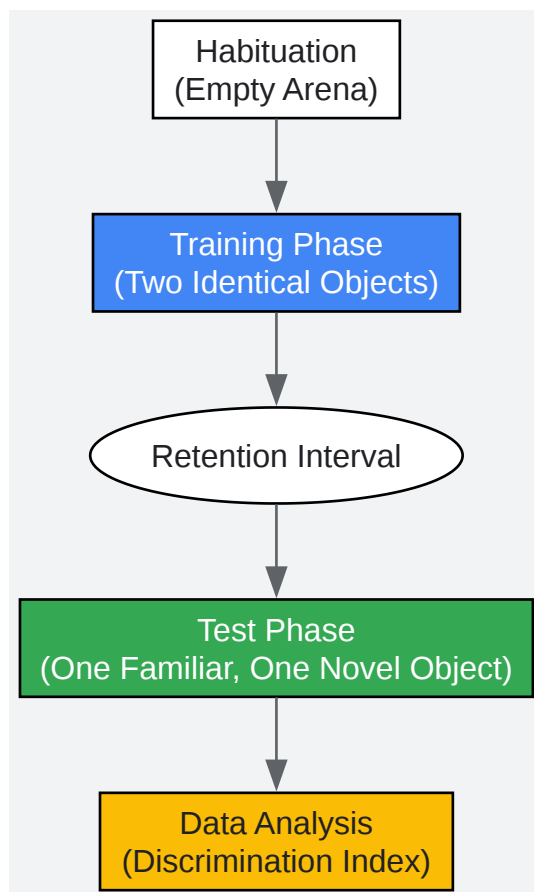 Habituation
(Empty Arena)
Training Phase
(Two Identical Objects)
Retention Interval
Test Phase
(One Familiar, One Novel Object)
Data Analysis
(Discrimination Index)